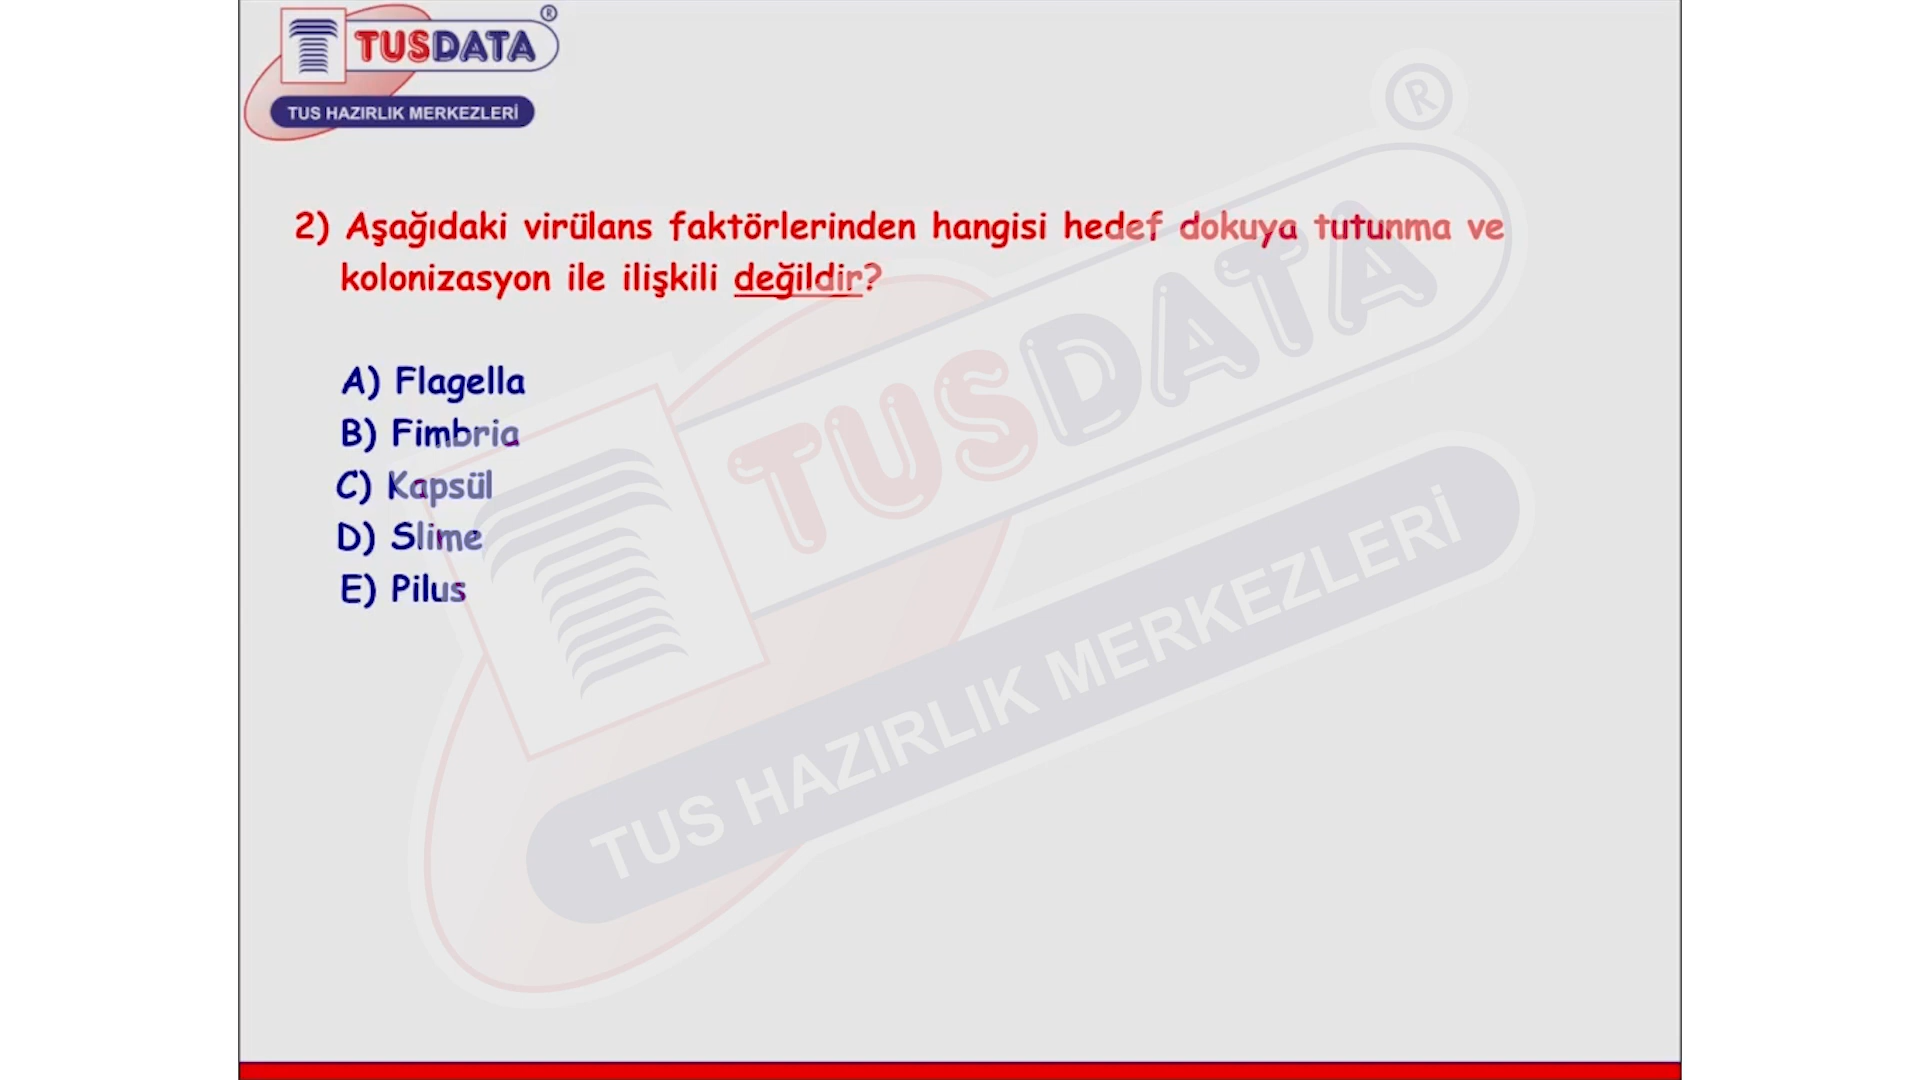 TUSDATA®
TUS HAZIRLIK MERKEZLERİ
2) Aşağıdaki virülans faktörlerinden hangisi hedef dokuya tutunma ve
kolonizasyon ile ilişkili değildir?
A) Flagella
B) Fimbria
C) Kapsül
D) Slime
E) Pilus
TUSDATA®
TUS HAZIRLIK MERKEZLERİ